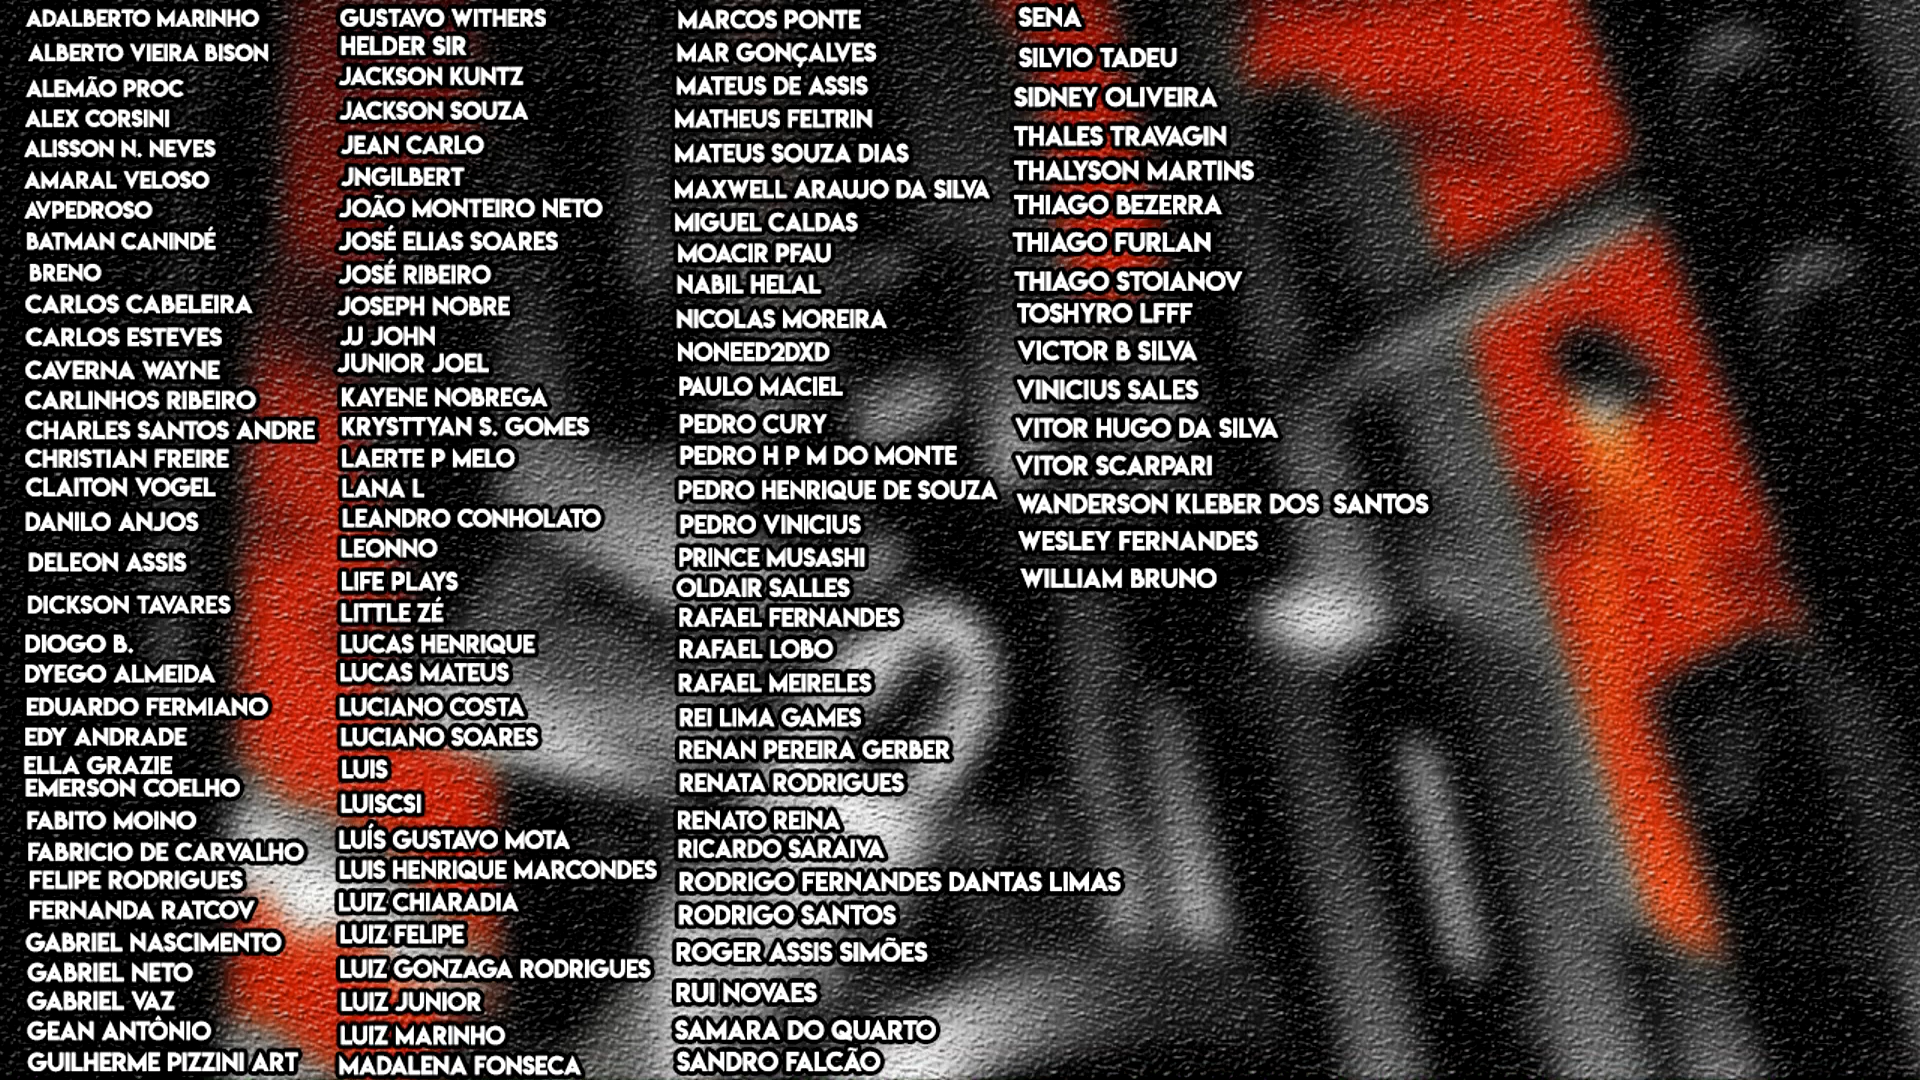 ADALBERTO MARINHO
ALBERTO VIEIRA BISON
ALEMÃO PROC
ALEX CORSINI
ALISSON N. NEVES
AMARAL VELOSO
AVPEDROSO
BATMAN CANINDÉ
BRENO
CARLOS CABELEIRA
CARLOS ESTEVES
CAVERNA WAYNE
CARLINHOS RIBEIRO
CHARLES SANTOS ANDRE
CHRISTIAN FREIRE
CLAITON VOGEL
DANILO ANJOS
DELEON ASSIS
DICKSON TAVARES
DIOGO B.
DYEGO ALMEIDA
EDUARDO FERMIANO
EDY ANDRADE
ELLA GRAZIE
EMERSON COELHO
FABITO MOINO
FABRICIO DE CARVALHO
FELIPE RODRIGUES
FERNANDA RATCOV
GABRIEL NASCIMENTO
GABRIEL NETO
GABRIEL VAZ
GEAN ANTÔNIO
GUILHERME PIZZINI ART
GUSTAVO WITHERS
HELDER SIR
JACKSON KUNTZ
JACKSON SOUZA
JEAN CARLO
JNGILBERT
JOÃO MONTEIRO NETO
JOSÉ ELIAS SOARES
JOSÉ RIBEIRO
JOSEPH NOBRE
JJ JOHN
JUNIOR JOEL
KAYENE NOBREGA
KRYSTTYAN S. GOMES
LAERTE P MELO
LANA L
LEANDRO CONHOLATO
LEONNO
LIFE PLAYS
LITTLE ZÉ
LUCAS HENRIQUE
LUCAS MATEUS
LUCIANO COSTA
LUCIANO SOARES
LUIS
LUISCSI
LUÍS GUSTAVO MOTA
LUIS HENRIQUE MARCONDES
LUIZ CHIARADIA
LUIZ FELIPE
LUIZ GONZAGA RODRIGUES
LUIZ JUNIOR
LUIZ MARINHO
MADALENA FONSECA
MARCOS PONTE
MAR GONÇALVES
MATEUS DE ASSIS
MATHEUS FELTRIN
MATEUS SOUZA DIAS
MAXWELL ARAUJO DA SILVA
MIGUEL CALDAS
MOACIR PFAU
NABIL HELAL
NICOLAS MOREIRA
NONEED2DXD
PAULO MACIEL
PEDRO CURY
PEDRO H P M DO MONTE
PEDRO HENRIQUE DE SOUZA
PEDRO VINICIUS
PRINCE MUSASHI
OLDAIR SALLES
RAFAEL FERNANDES
RAFAEL LOBO
RAFAEL MEIRELES
REI LIMA GAMES
RENAN PEREIRA GERBER
RENATA RODRIGUES
RENATO REINA
RICARDO SARAIVA
RODRIGO FERNANDES DANTAS LIMAS
RODRIGO SANTOS
ROGER ASSIS SIMÕES
RUI NOVAES
SAMARA DO QUARTO
SANDRO FALCÃO
SENA
SILVIO TADEU
SIDNEY OLIVEIRA
THALES TRAVAGIN
THALYSON MARTINS
THIAGO BEZERRA
THIAGO FURLAN
THIAGO STOIANOV
TOSHYRO LFFF
VICTOR B SILVA
VINICIUS SALES
VITOR HUGO DA SILVA
VITOR SCARPARI
WANDERSON KLEBER DOS SANTOS
WESLEY FERNANDES
WILLIAM BRUNO